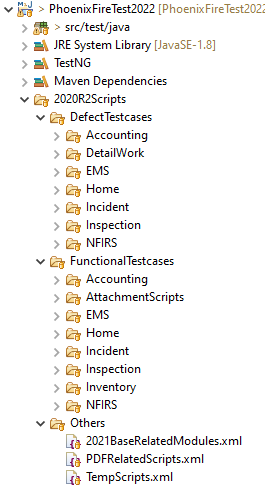 > PhoenixFireTest2022 [PhoenixFireTest2022
> src/test/java
JRE System Library [JavaSE-1.8]
TestNG
Maven Dependencies
2020R2Scripts
DefectTestcases
Accounting
DetailWork
EMS
Home
Incident
Inspection
NFIRS
FunctionalTestcases
Accounting
AttachmentScripts
EMS
Home
Incident
Inspection
Inventory
NFIRS
Others
2021BaseRelatedModules.xml
PDFRelatedScripts.xml
TempScripts.xml